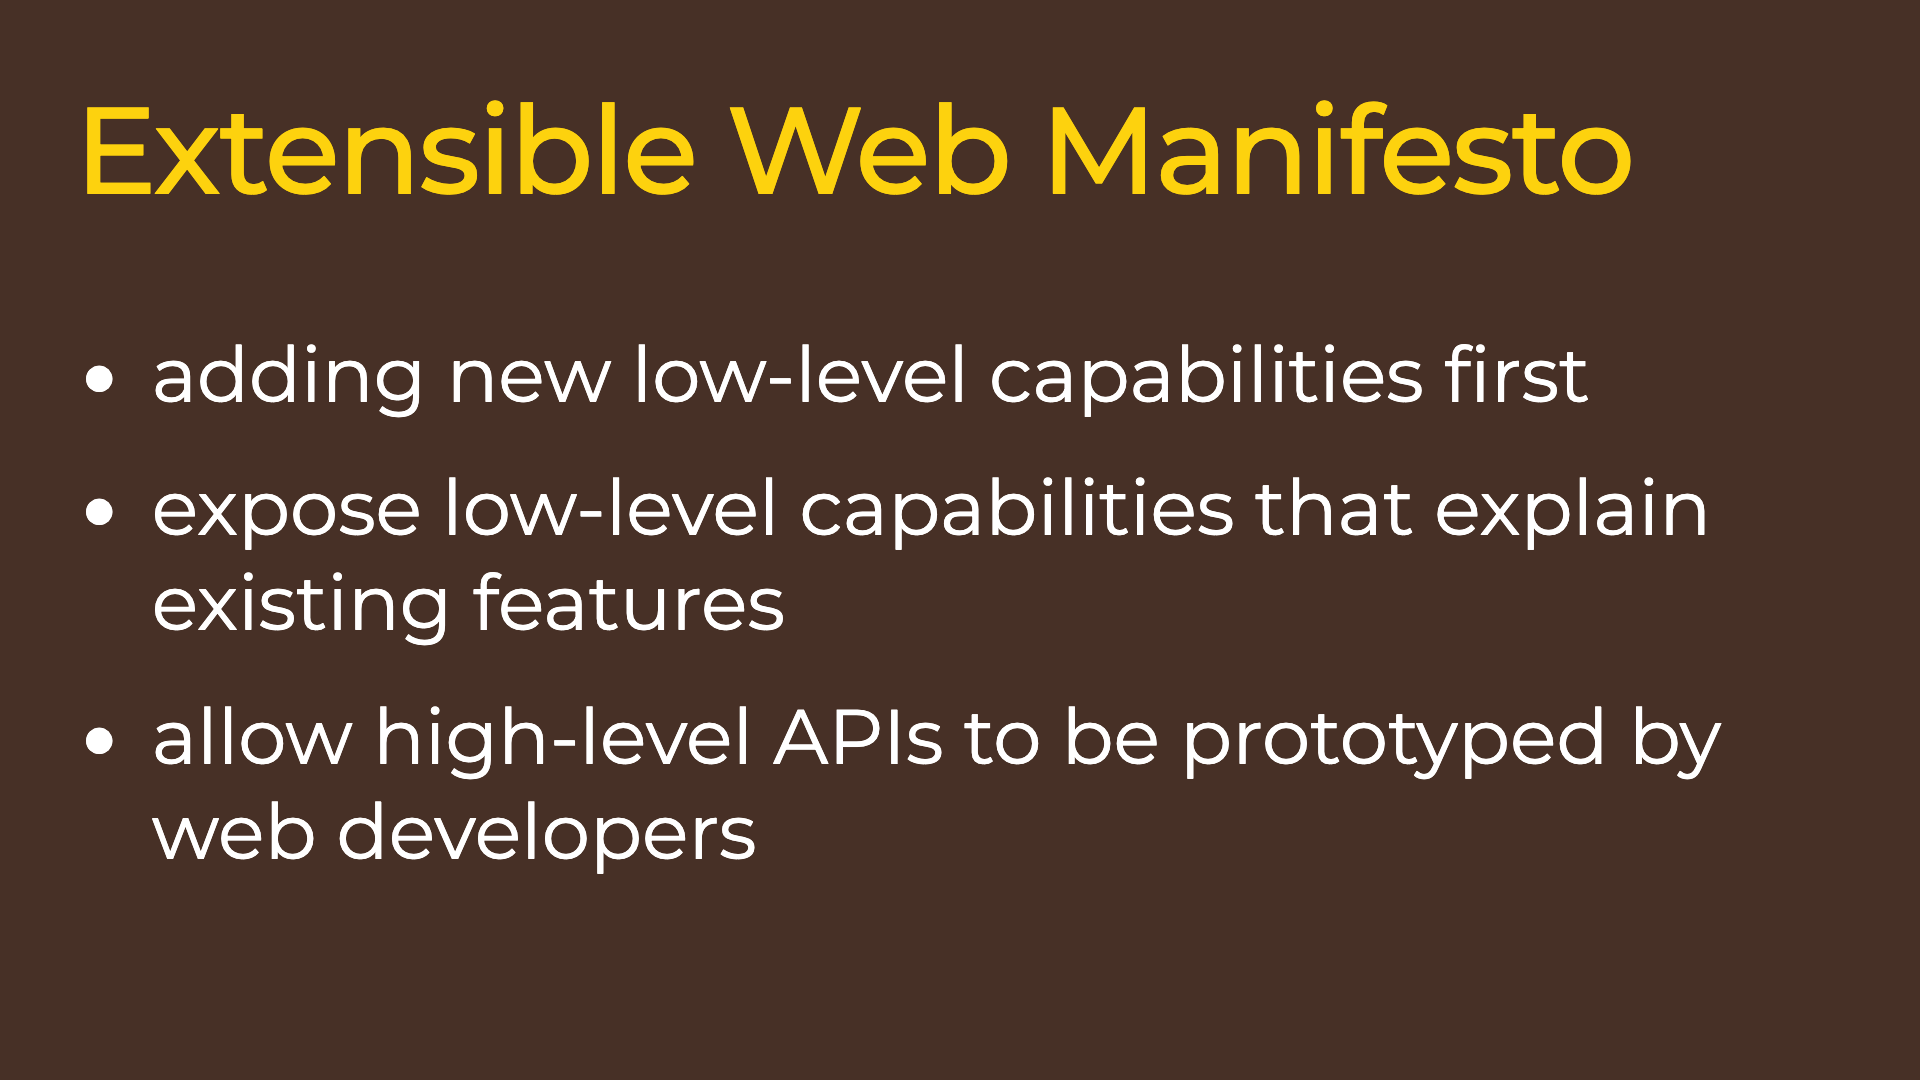 Extensible Web Manifesto
• adding new low-level capabilities first
• expose low-level capabilities that explain
existing features
• allow high-level APIs to be prototyped by
web developers